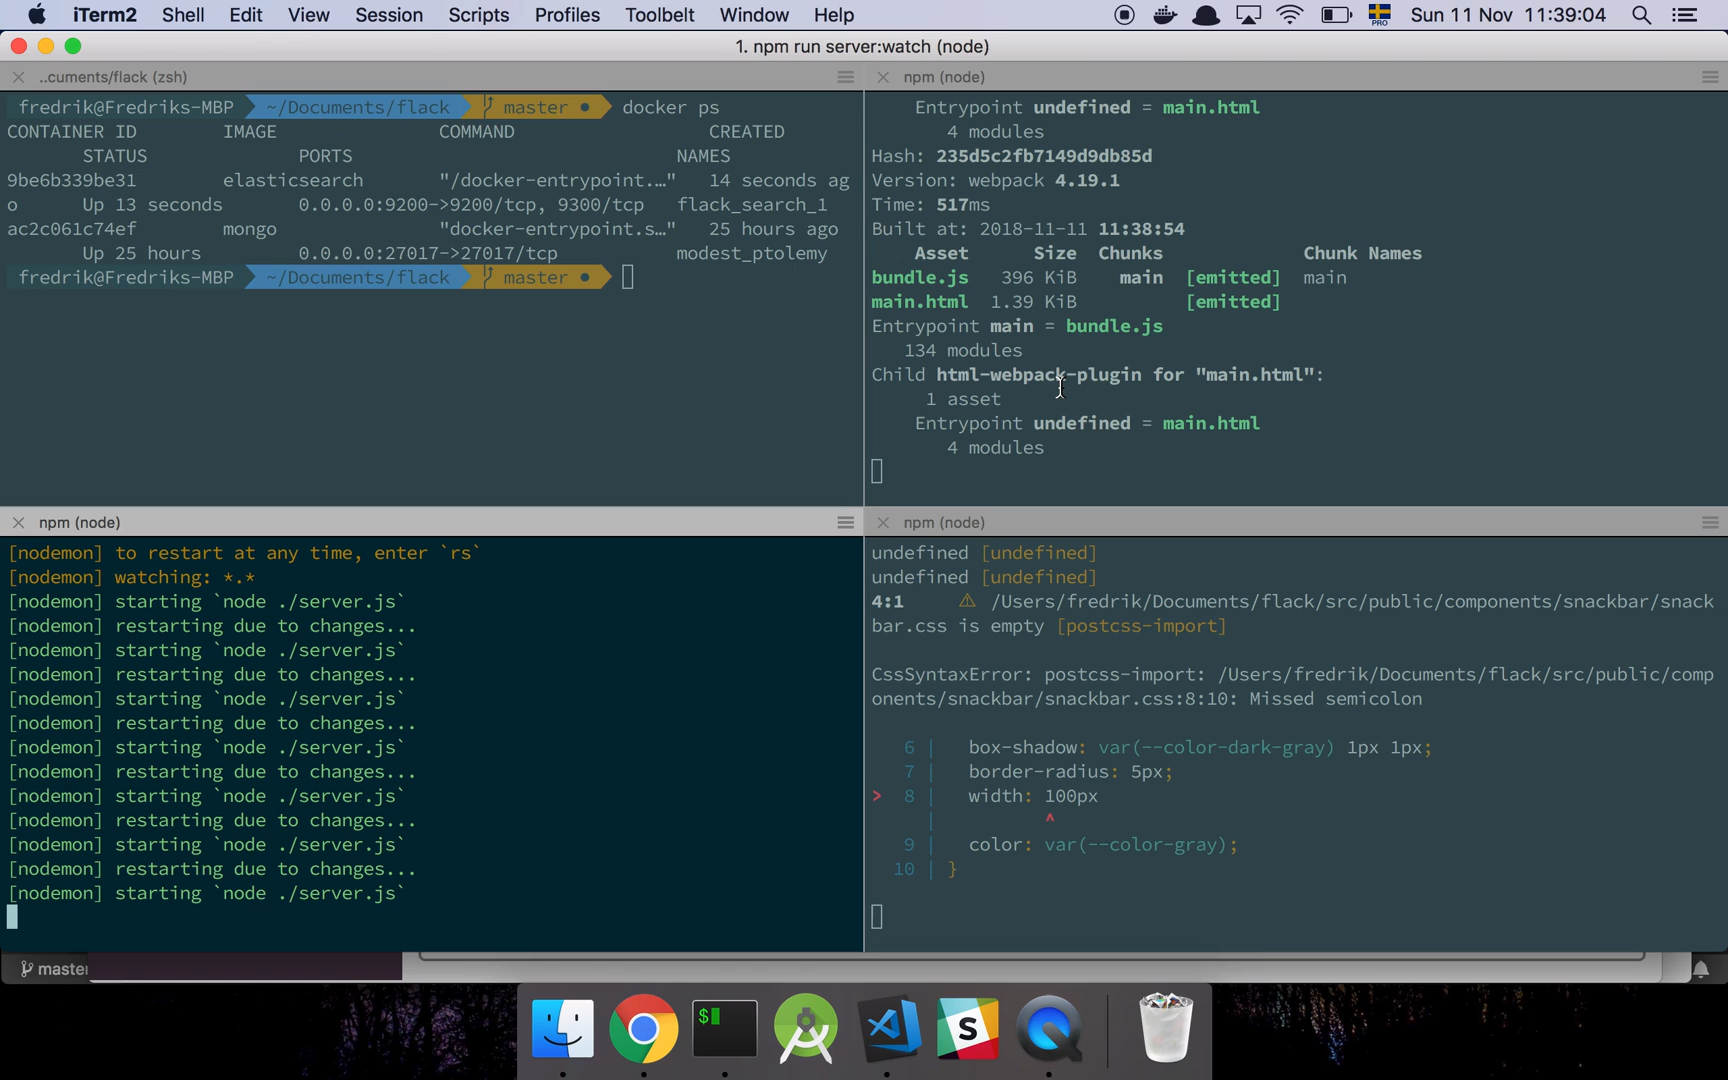 iTerm2 Shell Edit View Session Scripts Profiles Toolbelt Window Help PRO Sun 11 Nov 11:39:04
1. npm run server:watch (node)
..cuments/flack (zsh)
fredrik@Fredriks-MBP ~/Documents/flack master ● docker ps
CONTAINER ID IMAGE COMMAND CREATED
STATUS PORTS NAMES
9be6b339be31 elasticsearch "/docker-entrypoint.…" 14 seconds ag
o Up 13 seconds 0.0.0.0:9200->9200/tcp, 9300/tcp flack_search_1
ac2c061c74ef mongo "docker-entrypoint.s…" 25 hours ago
Up 25 hours 0.0.0.0:27017->27017/tcp modest_ptolemy
fredrik@Fredriks-MBP ~/Documents/flack master ●
npm (node)
Entrypoint undefined = main.html
4 modules
Hash: 235d5c2fb7149d9db85d
Version: webpack 4.19.1
Time: 517ms
Built at: 2018-11-11 11:38:54
Asset Size Chunks Chunk Names
bundle.js 396 KiB main [emitted] main
main.html 1.39 KiB [emitted]
Entrypoint main = bundle.js
134 modules
Child html-webpack-plugin for "main.html":
1 asset
Entrypoint undefined = main.html
4 modules
npm (node)
[nodemon] to restart at any time, enter `rs`
[nodemon] watching: *.*
[nodemon] starting `node ./server.js`
[nodemon] restarting due to changes...
[nodemon] starting `node ./server.js`
[nodemon] restarting due to changes...
[nodemon] starting `node ./server.js`
[nodemon] restarting due to changes...
[nodemon] starting `node ./server.js`
[nodemon] restarting due to changes...
[nodemon] starting `node ./server.js`
[nodemon] restarting due to changes...
[nodemon] starting `node ./server.js`
[nodemon] restarting due to changes...
[nodemon] starting `node ./server.js`
npm (node)
undefined [undefined]
undefined [undefined]
4:1 ⚠ /Users/fredrik/Documents/flack/src/public/components/snackbar/snack
bar.css is empty [postcss-import]
CssSyntaxError: postcss-import: /Users/fredrik/Documents/flack/src/public/comp
onents/snackbar/snackbar.css:8:10: Missed semicolon
6 | box-shadow: var(--color-dark-gray) 1px 1px;
7 | border-radius: 5px;
> 8 | width: 100px
| ^
9 | color: var(--color-gray);
10 | }
master
$
S